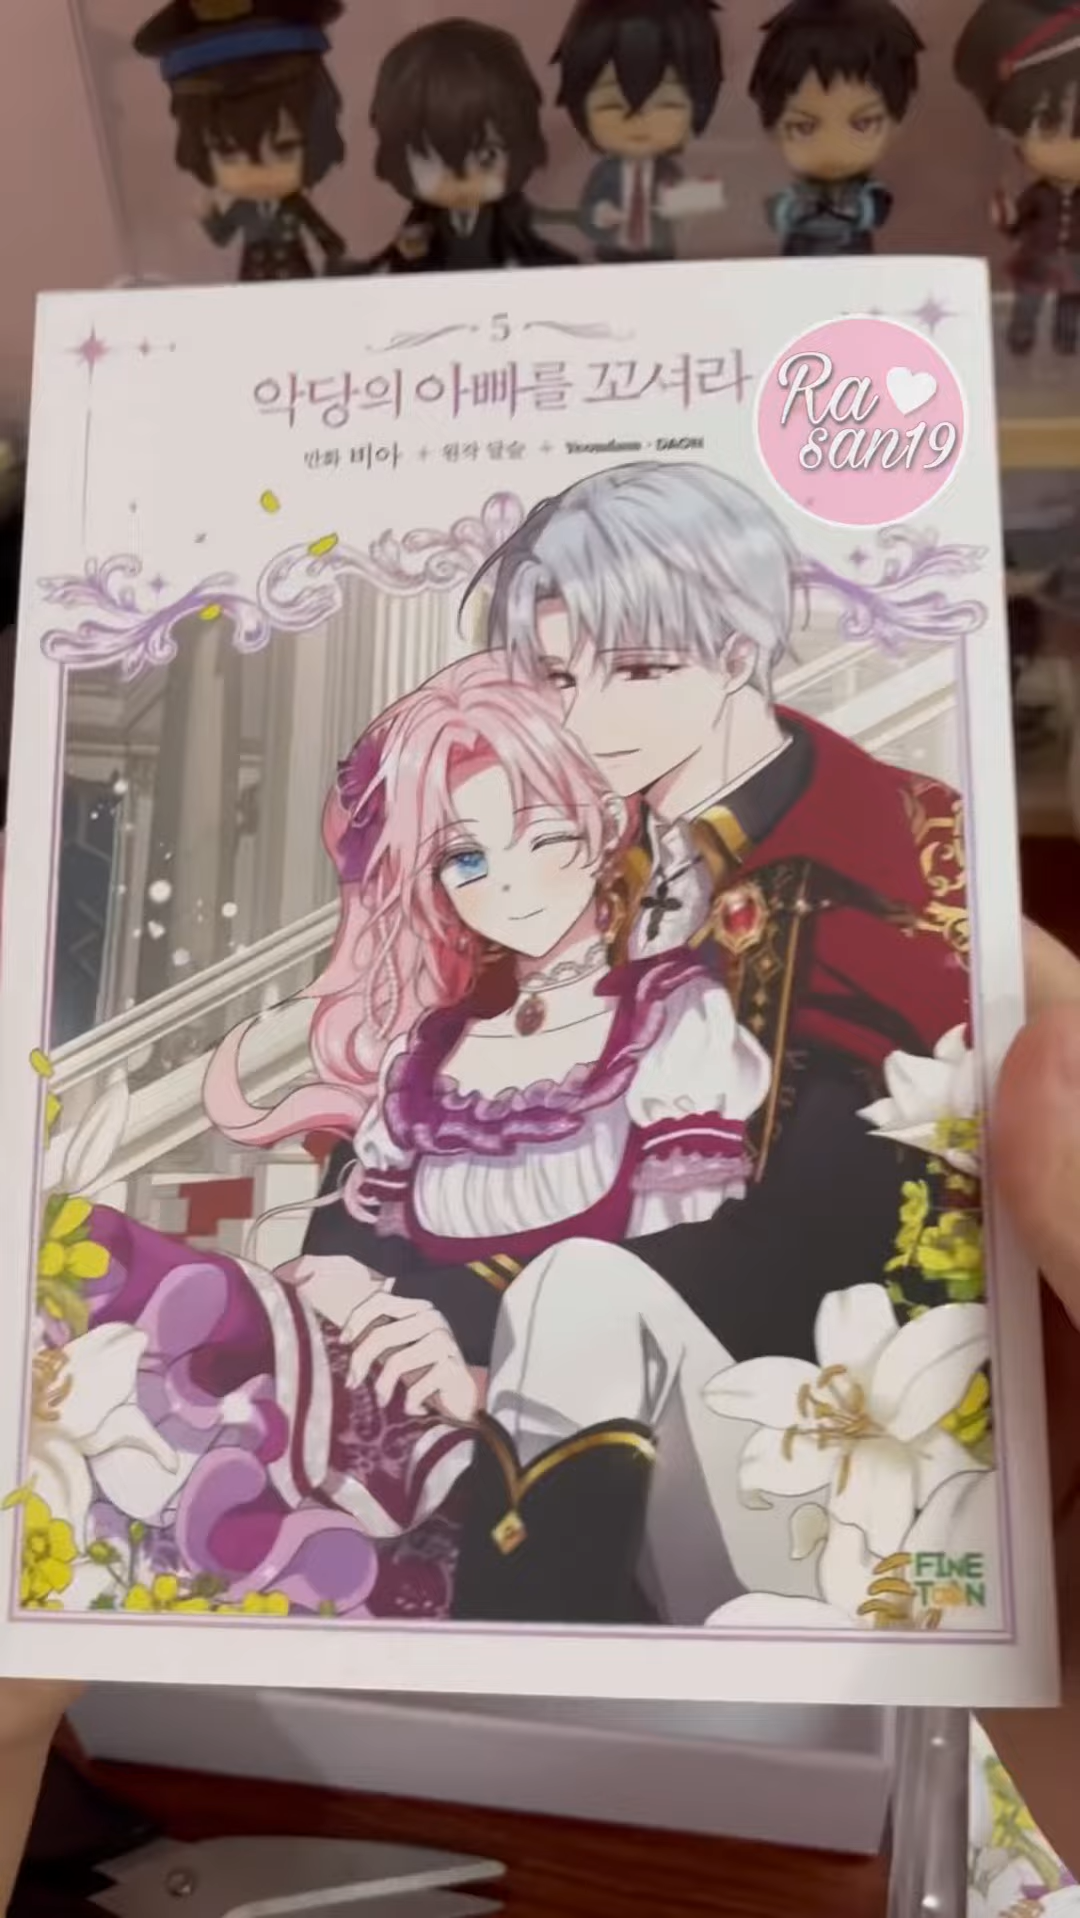 5
악당의 아빠를 꼬셔라
만화 비아 + 원작 달슬 + Yeondam · DAON
Ra
san19
FINE
TOON